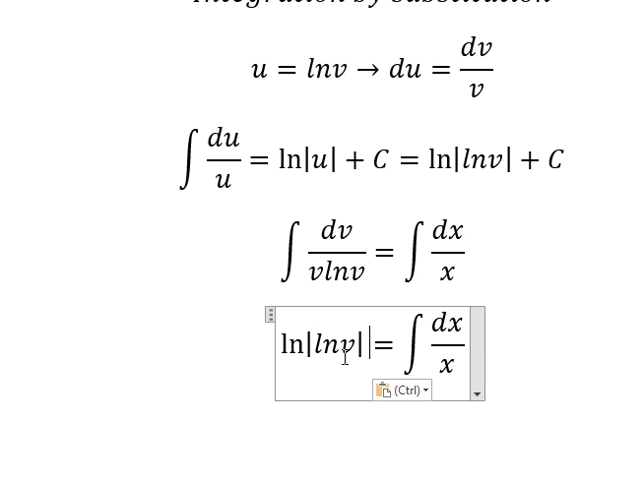 Integration by substitution
u = lnv → du = dv/v
∫ du/u = ln|u| + C = ln|lnv| + C
∫ dv/vlnv = ∫ dx/x
ln|lnv| = ∫ dx/x
(Ctrl)